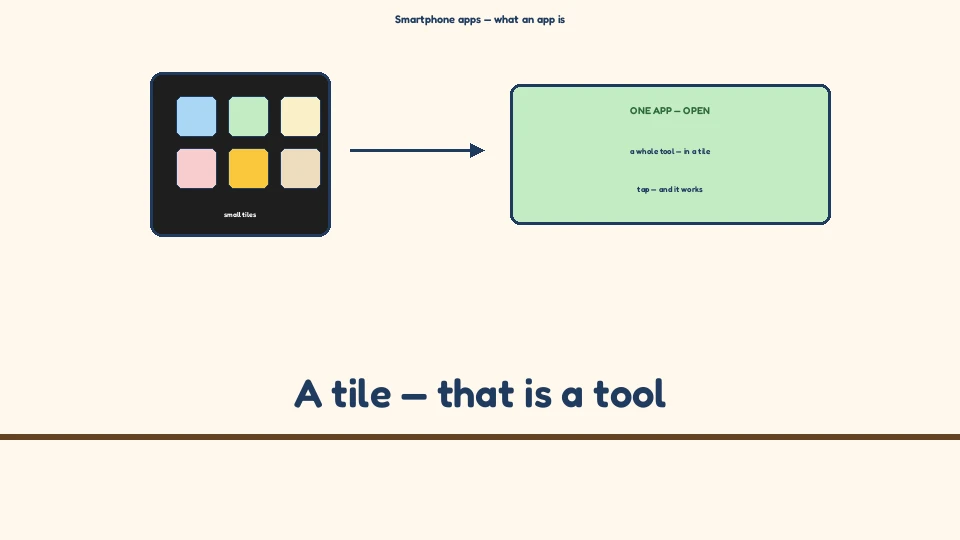 Smartphone apps — what an app is
small tiles
ONE APP — OPEN
a whole tool — in a tile
tap — and it works
A tile — that is a tool